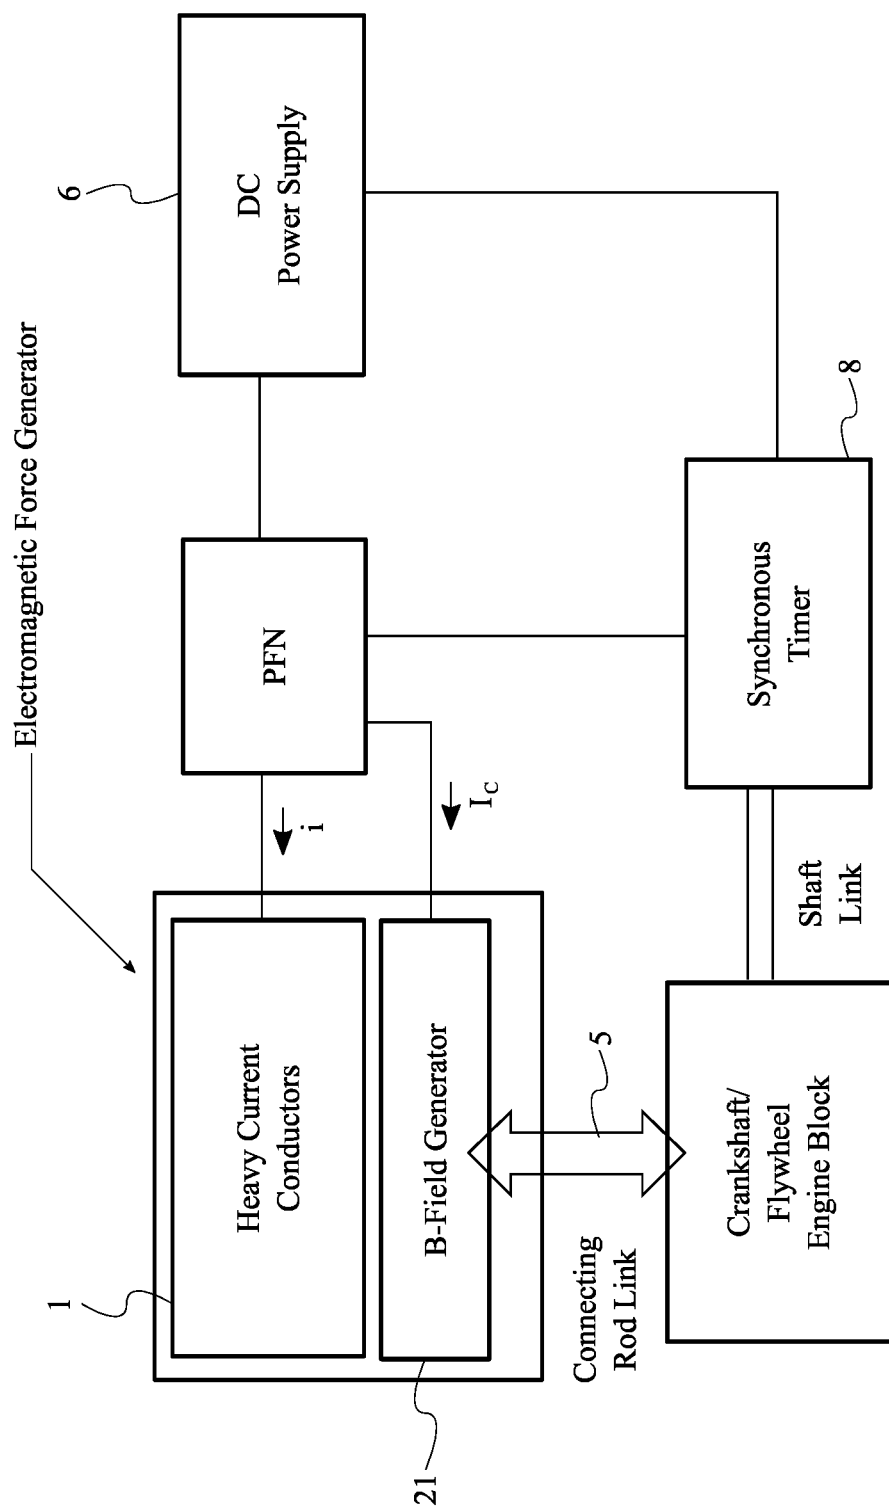 Electromagnetic Force Generator
1
Heavy Current
Conductors
21
B-Field Generator
i
I_C
PFN
6
DC
Power Supply
Connecting
Rod Link
5
Crankshaft/
Flywheel
Engine Block
Shaft
Link
Synchronous
Timer
8